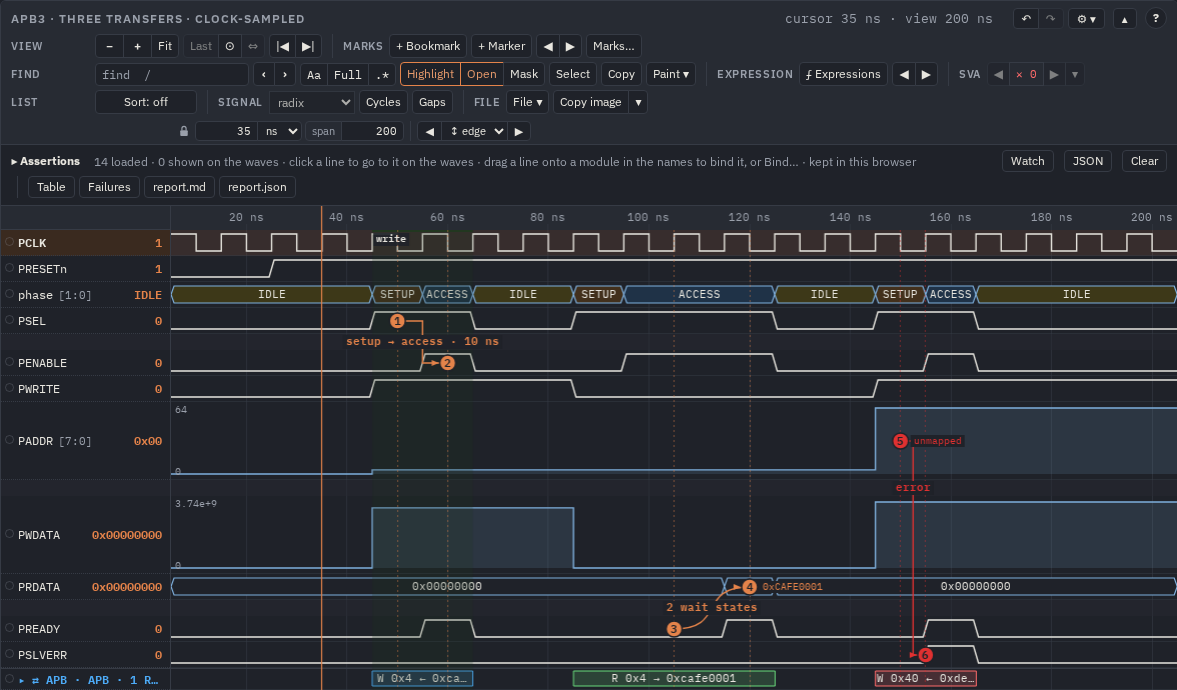 APB3 · THREE TRANSFERS · CLOCK-SAMPLED cursor 35 ns · view 200 ns ↶ ↷ ⚙ ▾ ▲ ?
VIEW − + Fit Last ⊙ ⇔ |◀ ▶| MARKS + Bookmark + Marker ◀ ▶ Marks…
FIND find / ‹ › Aa Full .* Highlight Open Mask Select Copy Paint ▾ EXPRESSION ƒ Expressions ◀ ▶ SVA ◀ × 0 ▶ ▾
LIST Sort: off SIGNAL radix Cycles Gaps FILE File ▾ Copy image ▾
35 ns span 200 ◀ ↕ edge ▶
▸ Assertions 14 loaded · 0 shown on the waves · click a line to go to it on the waves · drag a line onto a module in the names to bind it, or Bind… · kept in this browser Watch JSON Clear
Table Failures report.md report.json
20 ns 40 ns 60 ns 80 ns 100 ns 120 ns 140 ns 160 ns 180 ns 200 ns
PCLK 1 write
PRESETn 1
phase [1:0] IDLE IDLE SETUP ACCESS IDLE SETUP ACCESS IDLE SETUP ACCESS IDLE
PSEL 0 1
setup → access · 10 ns
PENABLE 0 2
PWRITE 0
64
PADDR [7:0] 0x00 5 unmapped
0
error
3.74e+9
PWDATA 0x00000000
0
PRDATA 0x00000000 0x00000000 4 0xCAFE0001 0x00000000
2 wait states
PREADY 0 3
PSLVERR 0 6
▸ ⇄ APB · APB · 1 R… W 0x4 ← 0xca… R 0x4 → 0xcafe0001 W 0x40 ← 0xde…